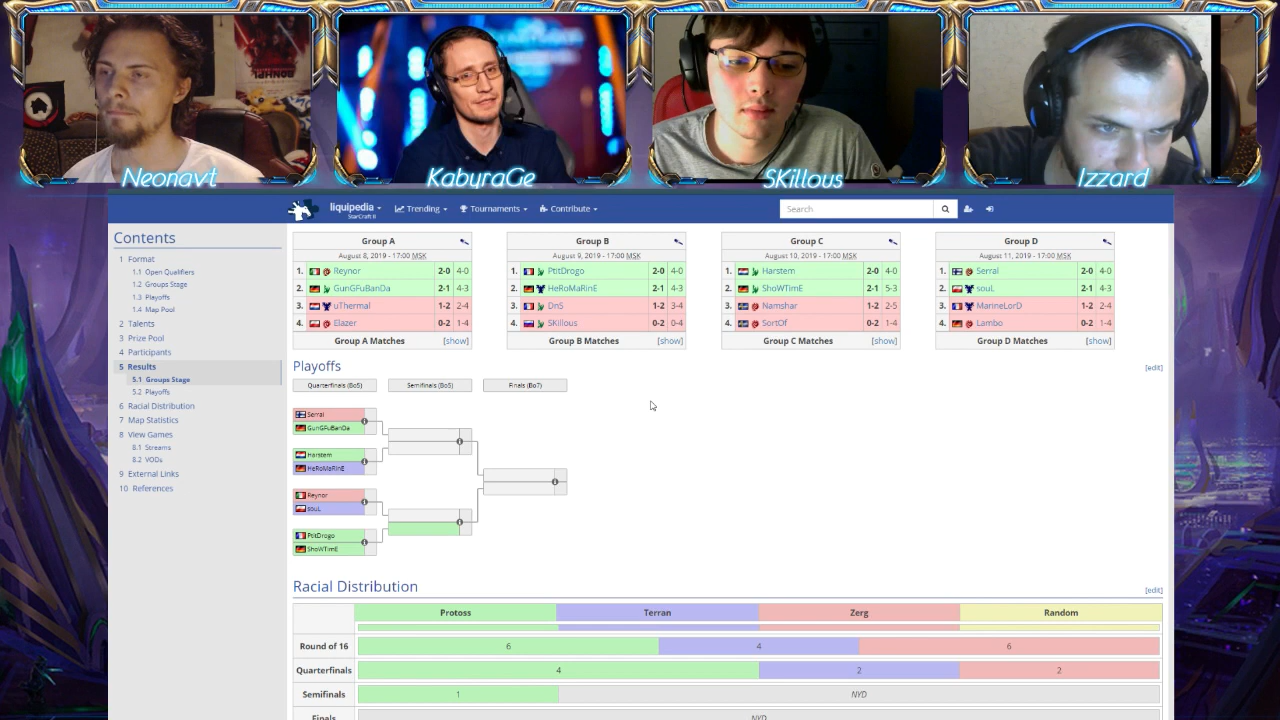 Neonavt
KabyraGe
SKillous
Izzard
liquipedia
StarCraft II
Trending
Tournaments
Contribute
Search
Contents
1 Format
1.1 Open Qualifiers
1.2 Groups Stage
1.3 Playoffs
1.4 Map Pool
2 Talents
3 Prize Pool
4 Participants
5 Results
5.1 Groups Stage
5.2 Playoffs
6 Racial Distribution
7 Map Statistics
8 View Games
8.1 Streams
8.2 VODs
9 External Links
10 References
Group A
August 8, 2019 - 17:00 MSK
1. Reynor 2-0 4-0
2. GunGFuBanDa 2-1 4-3
3. uThermal 1-2 2-4
4. Elazer 0-2 1-4
Group A Matches [show]
Group B
August 9, 2019 - 17:00 MSK
1. PtitDrogo 2-0 4-0
2. HeRoMaRinE 2-1 4-3
3. DnS 1-2 3-4
4. SKillous 0-2 0-4
Group B Matches [show]
Group C
August 10, 2019 - 17:00 MSK
1. Harstem 2-0 4-0
2. ShoWTimE 2-1 5-3
3. Namshar 1-2 2-5
4. SortOf 0-2 1-4
Group C Matches [show]
Group D
August 11, 2019 - 17:00 MSK
1. Serral 2-0 4-0
2. souL 2-1 4-3
3. MarineLorD 1-2 3-4
4. Lambo 0-2 1-4
Group D Matches [show]
Playoffs [edit]
Quarterfinals (Bo5) Semifinals (Bo5) Finals (Bo7)
Serral
GunGFuBanDa
Harstem
HeRoMaRinE
Reynor
souL
PtitDrogo
ShoWTimE
Racial Distribution [edit]
Protoss Terran Zerg Random
Round of 16 6 4 6
Quarterfinals 4 2 2
Semifinals 1 NYD
Finals NYD